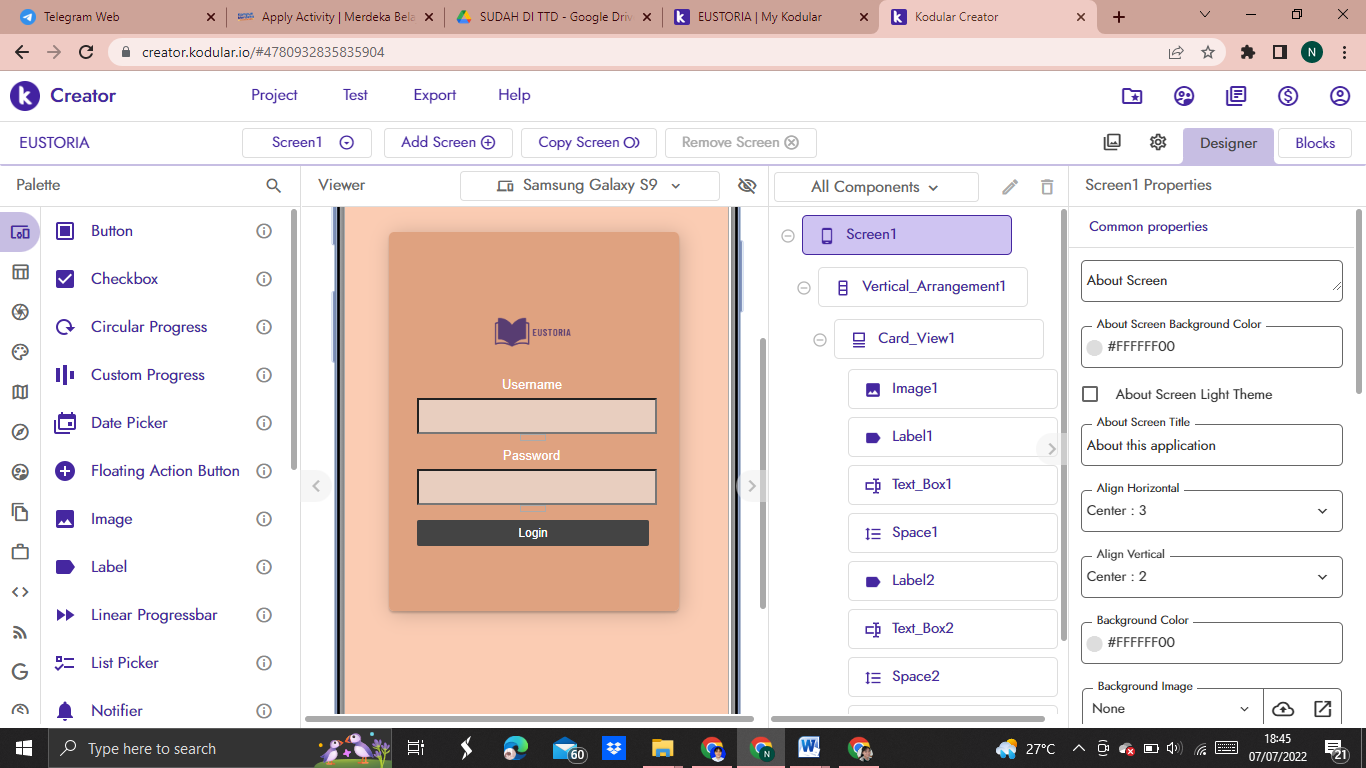 Telegram Web
Apply Activity | Merdeka Bela
SUDAH DI TTD - Google Driv
EUSTORIA | My Kodular
Kodular Creator
creator.kodular.io/#4780932835835904
N
Creator
Project
Test
Export
Help
EUSTORIA
Screen1
Add Screen
Copy Screen
Remove Screen
Designer
Blocks
Palette
Viewer
Samsung Galaxy S9
All Components
Screen1 Properties
Button
Checkbox
Circular Progress
Custom Progress
Date Picker
Floating Action Button
Image
Label
Linear Progressbar
List Picker
Notifier
EUSTORIA
Username
Password
Login
Screen1
Vertical_Arrangement1
Card_View1
Image1
Label1
Text_Box1
Space1
Label2
Text_Box2
Space2
Common properties
About Screen
About Screen Background Color
#FFFFFF00
About Screen Light Theme
About Screen Title
About this application
Align Horizontal
Center : 3
Align Vertical
Center : 2
Background Color
#FFFFFF00
Background Image
None
Type here to search
60
N
27°C
18:45
07/07/2022
21